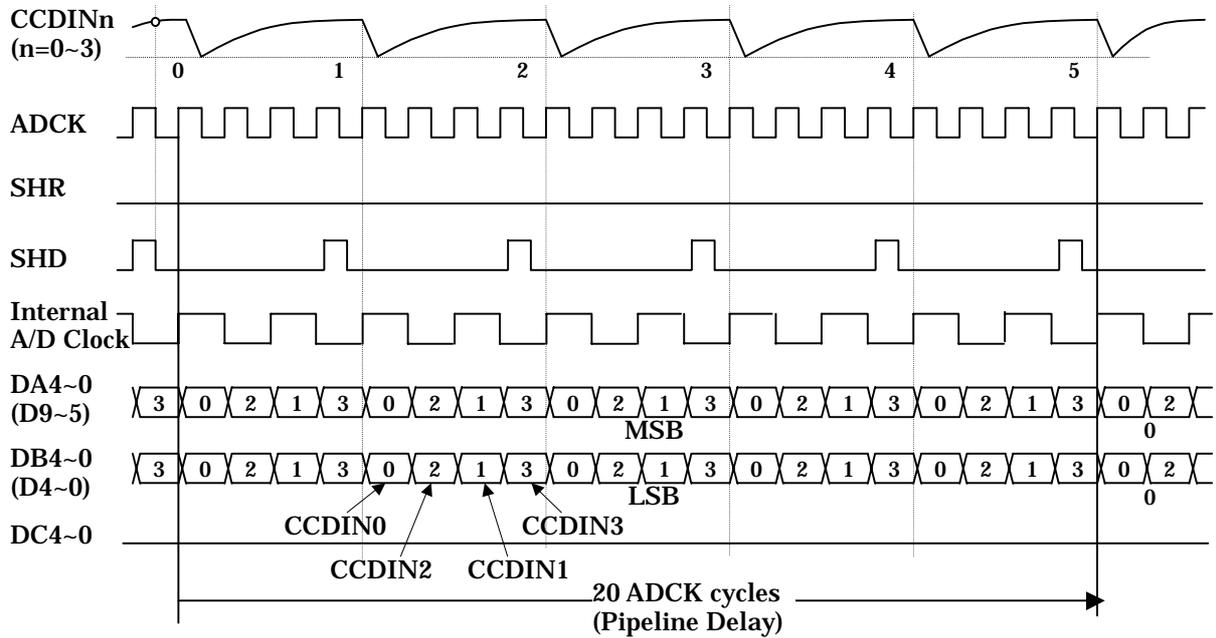 CCDINn
(n=0~3)
0 1 2 3 4 5
ADCK
SHR
SHD
Internal
A/D Clock
DA4~0
(D9~5)
3 0 2 1 3 0 2 1 3 0 2 1 3 0 2 1 3 0 2 1 3 0 2
MSB 0
DB4~0
(D4~0)
3 0 2 1 3 0 2 1 3 0 2 1 3 0 2 1 3 0 2 1 3 0 2
LSB 0
CCDIN0 CCDIN3
DC4~0
CCDIN2 CCDIN1
20 ADCK cycles
(Pipeline Delay)